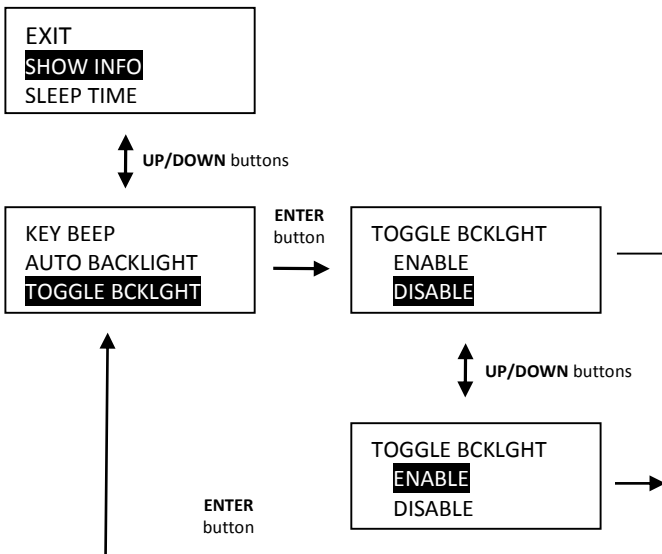 EXIT
SHOW INFO
SLEEP TIME
UP/DOWN buttons
KEY BEEP
AUTO BACKLIGHT
TOGGLE BCKLGHT
ENTER
button
TOGGLE BCKLGHT
ENABLE
DISABLE
UP/DOWN buttons
TOGGLE BCKLGHT
ENABLE
DISABLE
ENTER
button